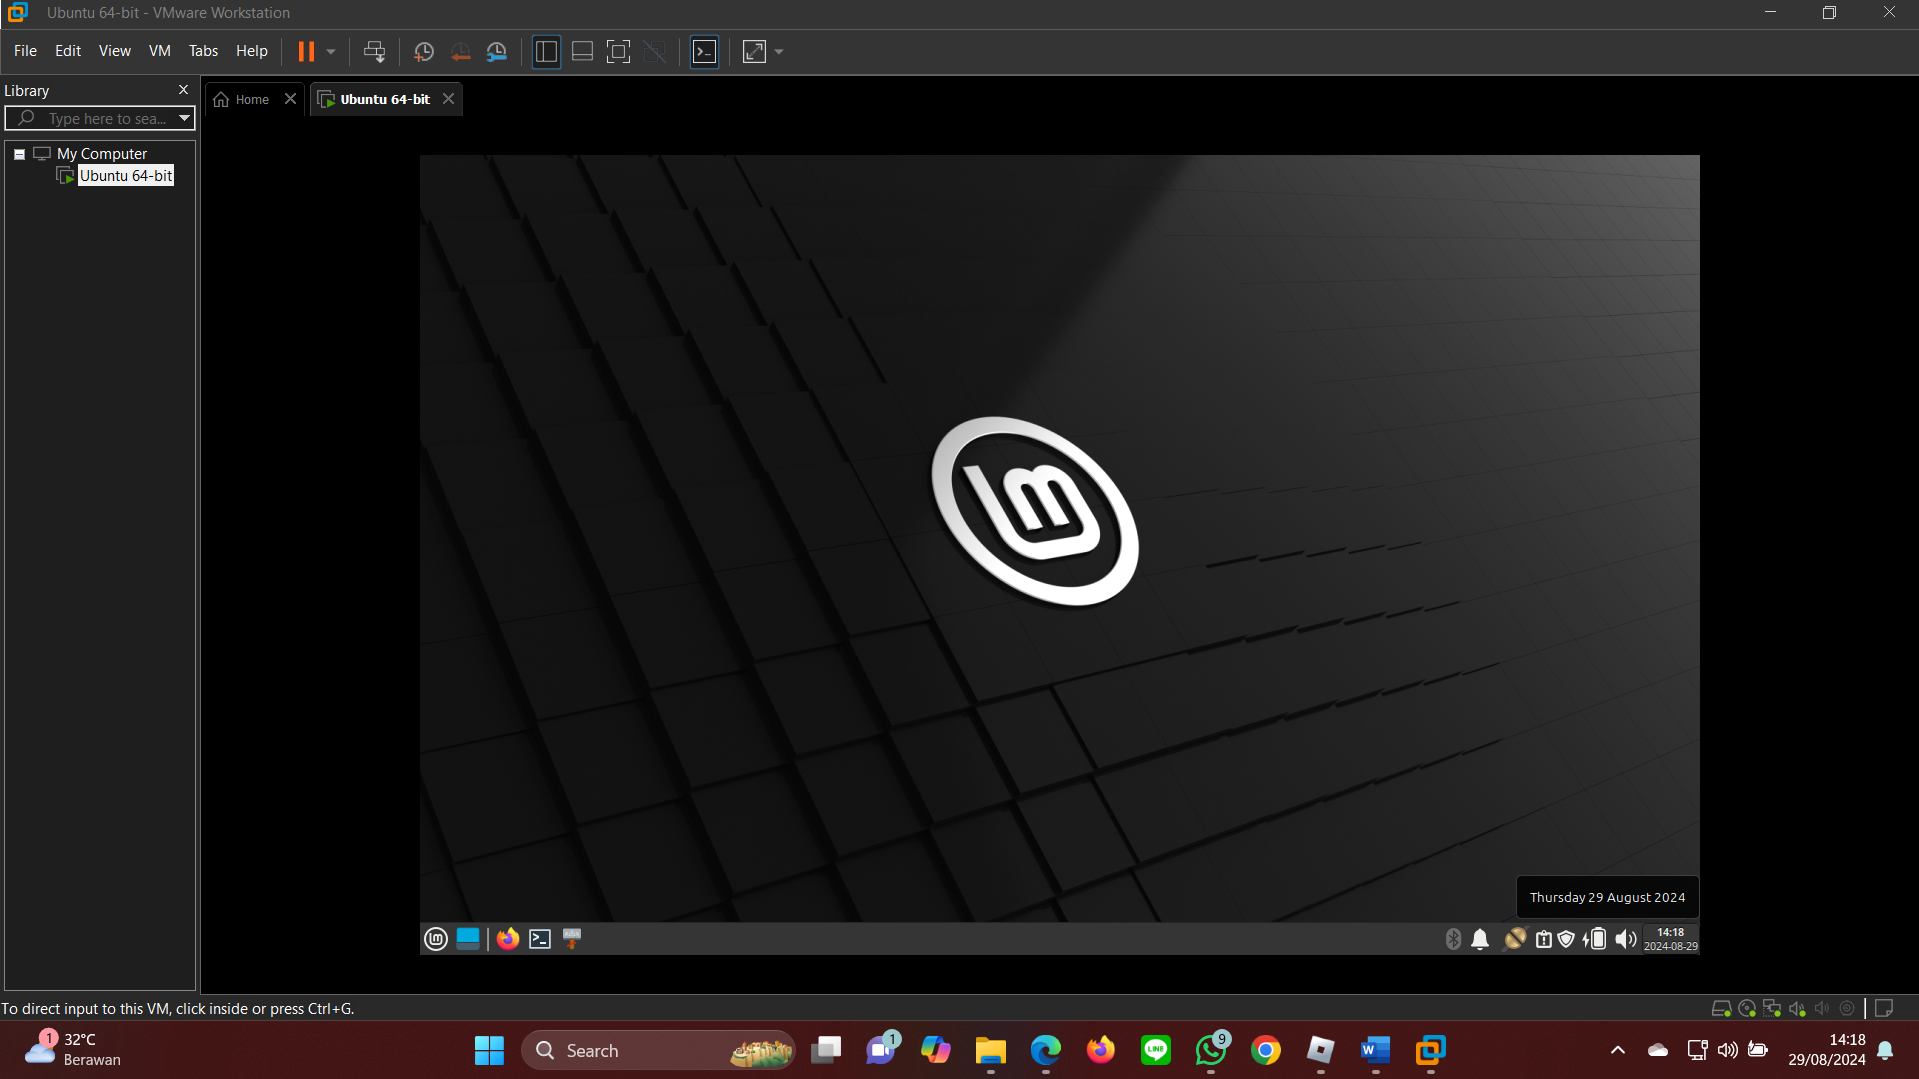 Ubuntu 64-bit - VMware Workstation
File Edit View VM Tabs Help
Library
Type here to sea...
My Computer
Ubuntu 64-bit
Home
Ubuntu 64-bit
Thursday 29 August 2024
14:18
2024-08-29
To direct input to this VM, click inside or press Ctrl+G.
1
32°C
Berawan
Search
1
LINE
9
14:18
29/08/2024